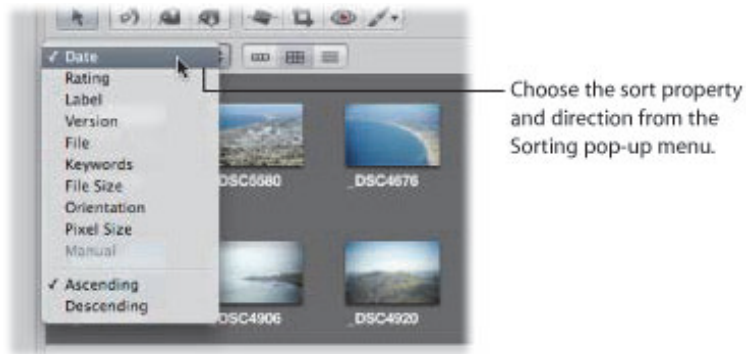 ✓ Date
Rating
Label
Version
File
Keywords
File Size
Orientation
Pixel Size
Manual
✓ Ascending
Descending
_DSC5580
_DSC4676
DSC4906
_DSC4920
Choose the sort property
and direction from the
Sorting pop-up menu.